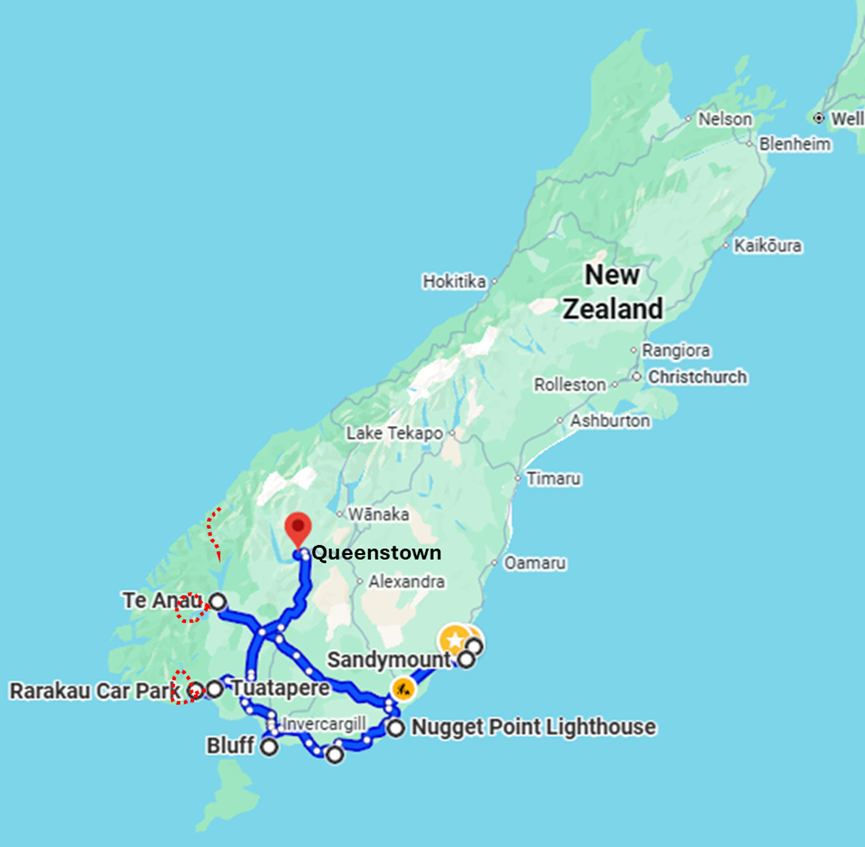 Nelson
Well
Blenheim
Kaikōura
Hokitika
New
Zealand
Rangiora
Rolleston
Christchurch
Ashburton
Lake Tekapo
Timaru
Wānaka
Queenstown
Oamaru
Alexandra
Te Anau
Sandymount
Rarakau Car Park
Tuatapere
Invercargill
Nugget Point Lighthouse
Bluff